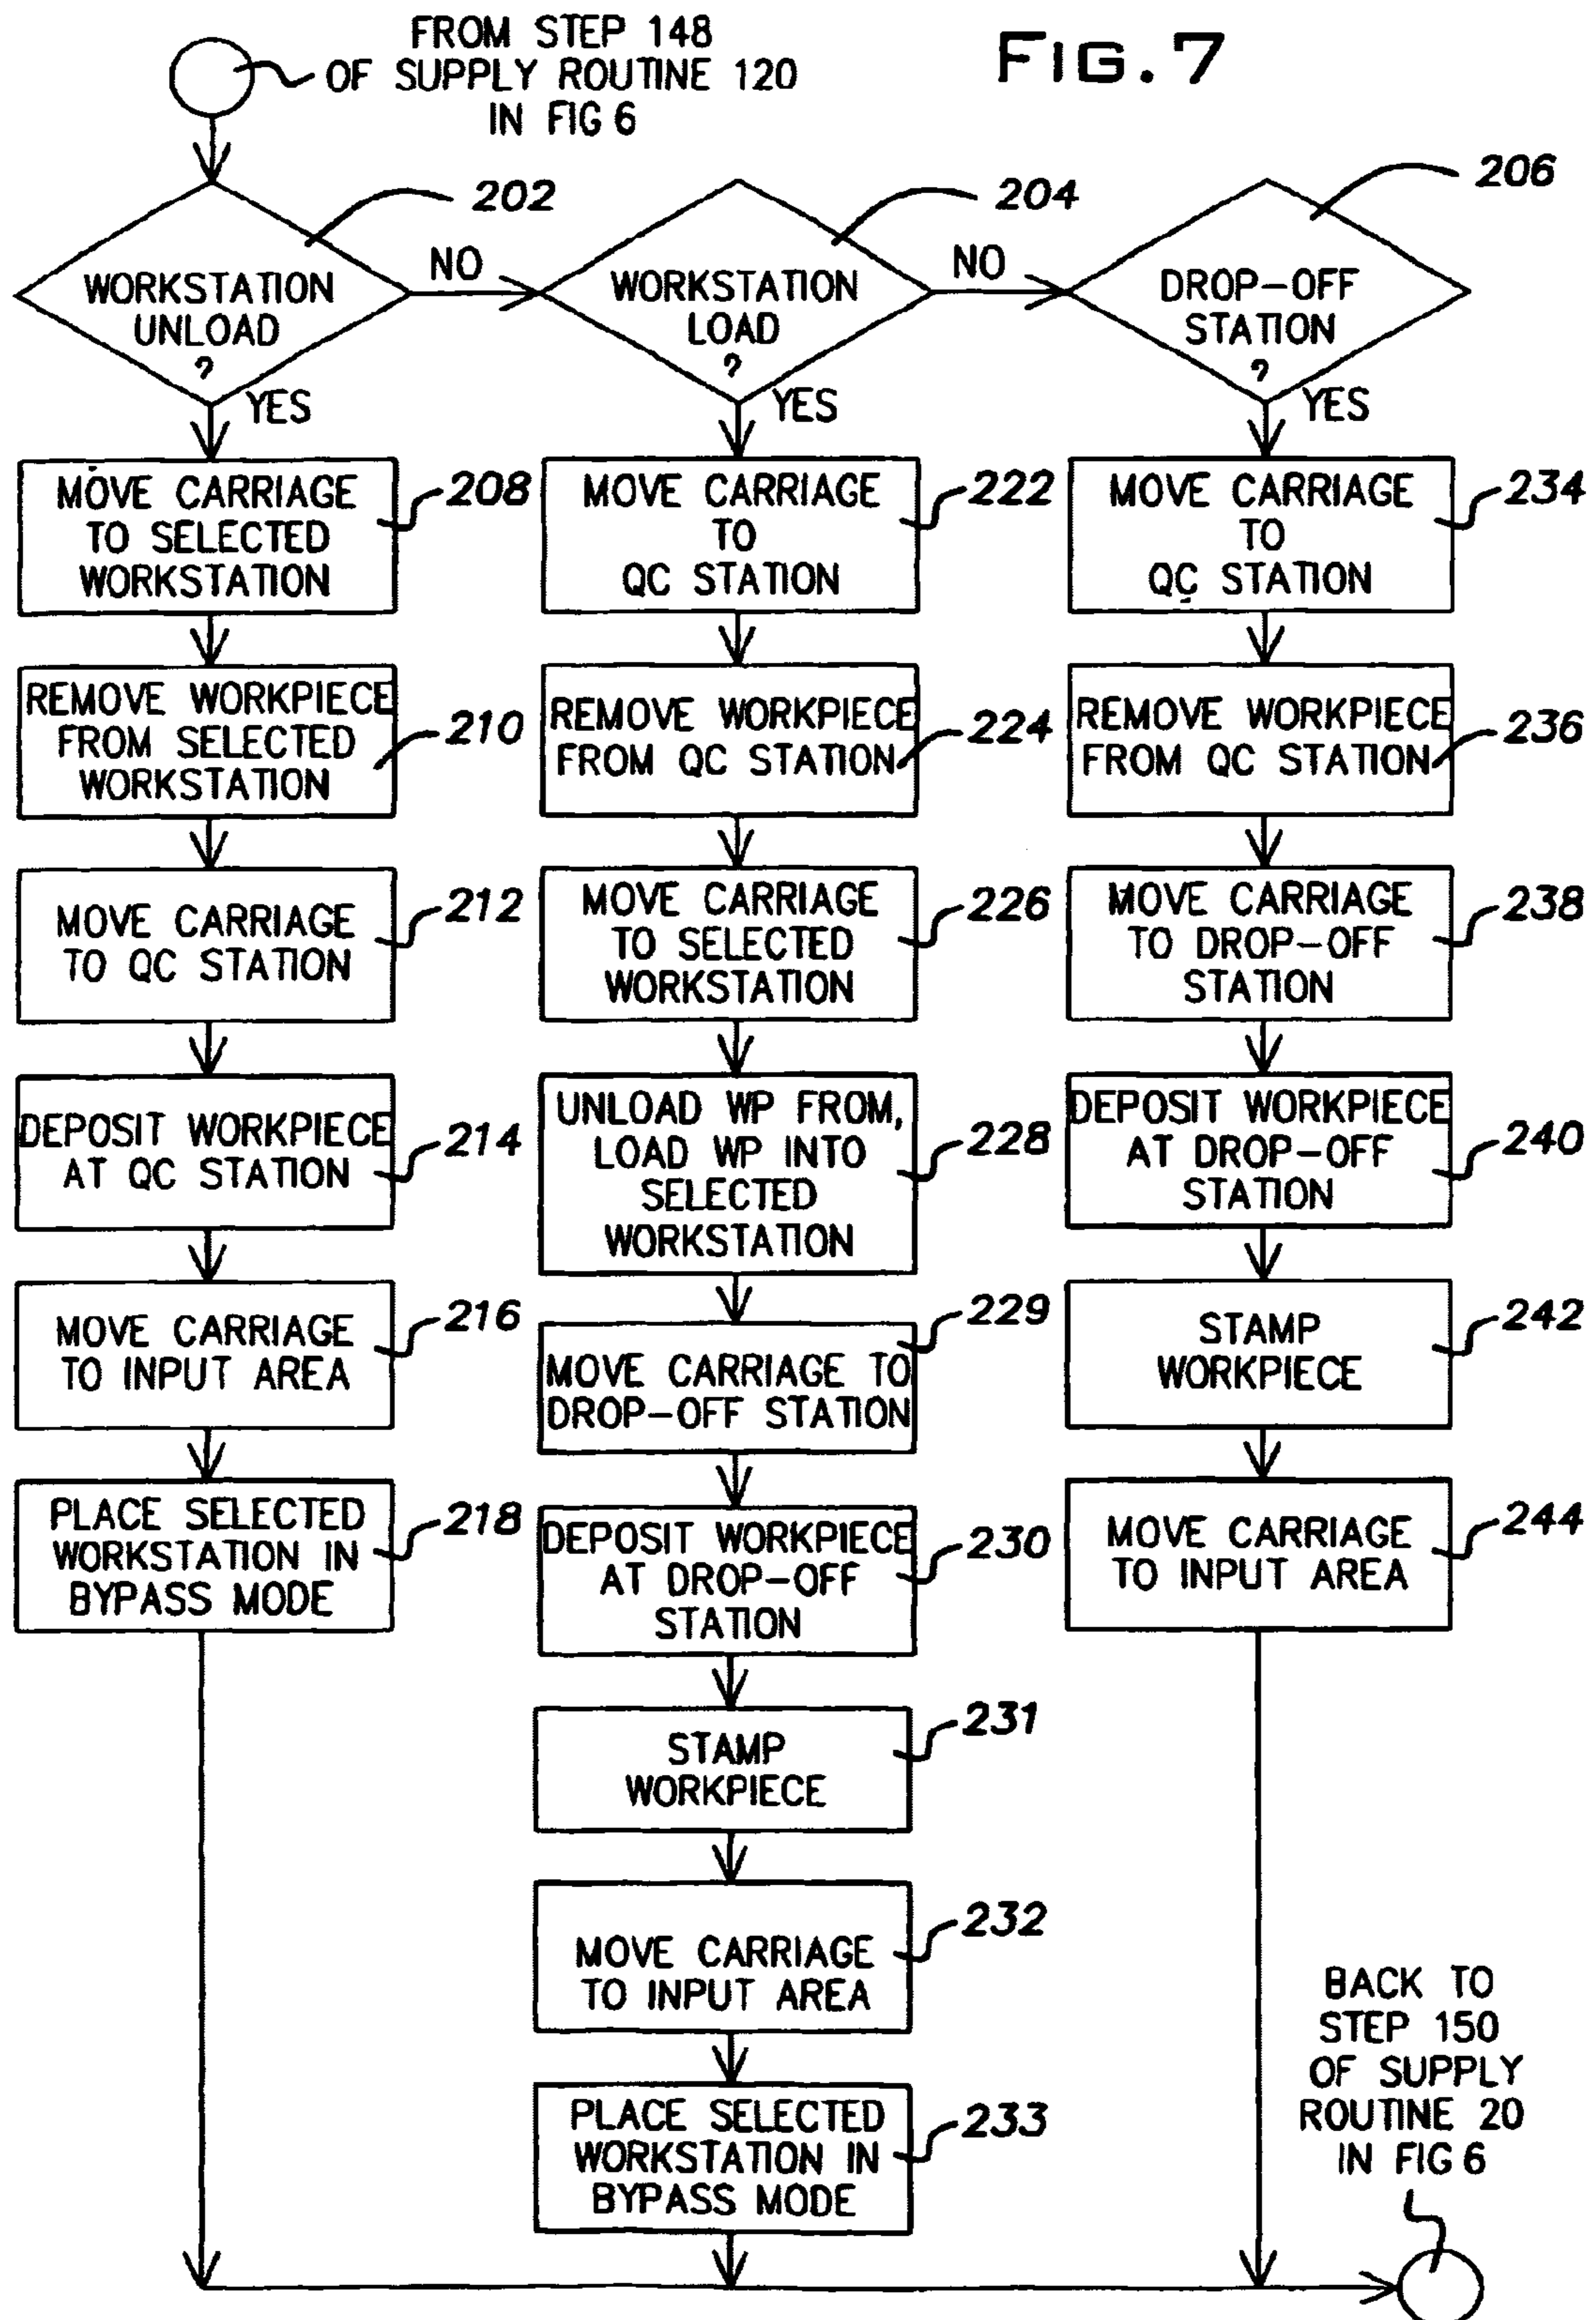 FROM STEP 148
OF SUPPLY ROUTINE 120
IN FIG 6
FIG. 7
202
WORKSTATION
UNLOAD
?
NO
YES
204
WORKSTATION
LOAD
?
NO
YES
206
DROP-OFF
STATION
?
YES
MOVE CARRIAGE
TO SELECTED
WORKSTATION
208
REMOVE WORKPIECE
FROM SELECTED
WORKSTATION
210
MOVE CARRIAGE
TO QC STATION
212
DEPOSIT WORKPIECE
AT QC STATION
214
MOVE CARRIAGE
TO INPUT AREA
216
PLACE SELECTED
WORKSTATION IN
BYPASS MODE
218
MOVE CARRIAGE
TO
QC STATION
222
REMOVE WORKPIECE
FROM QC STATION
224
MOVE CARRIAGE
TO SELECTED
WORKSTATION
226
UNLOAD WP FROM,
LOAD WP INTO
SELECTED
WORKSTATION
228
MOVE CARRIAGE TO
DROP-OFF STATION
229
DEPOSIT WORKPIECE
AT DROP-OFF
STATION
230
STAMP
WORKPIECE
231
MOVE CARRIAGE
TO INPUT AREA
232
PLACE SELECTED
WORKSTATION IN
BYPASS MODE
233
MOVE CARRIAGE
TO
QC STATION
234
REMOVE WORKPIECE
FROM QC STATION
236
MOVE CARRIAGE
TO DROP-OFF
STATION
238
DEPOSIT WORKPIECE
AT DROP-OFF
STATION
240
STAMP
WORKPIECE
242
MOVE CARRIAGE
TO INPUT AREA
244
BACK TO
STEP 150
OF SUPPLY
ROUTINE 20
IN FIG 6